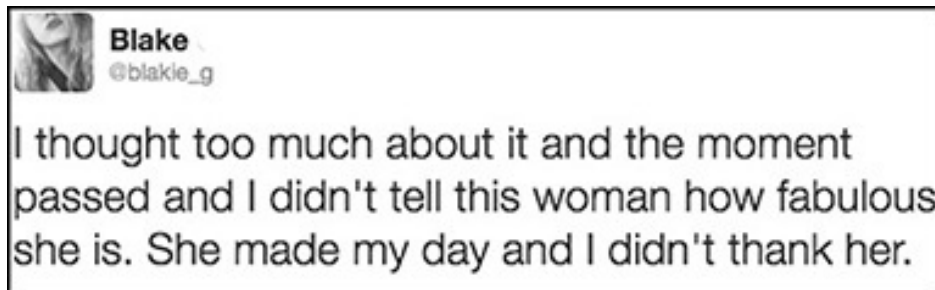 Blake
@blakie_g
I thought too much about it and the moment
passed and I didn't tell this woman how fabulous
she is. She made my day and I didn't thank her.